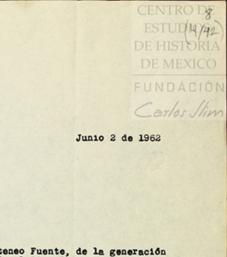 CENTRO DE
ESTUDIOS
DE HISTORIA
DE MEXICO
FUNDACIÓN
Carlos Slim
8
(14/92)
Junio 2 de 1962
teneo Fuente, de la generación